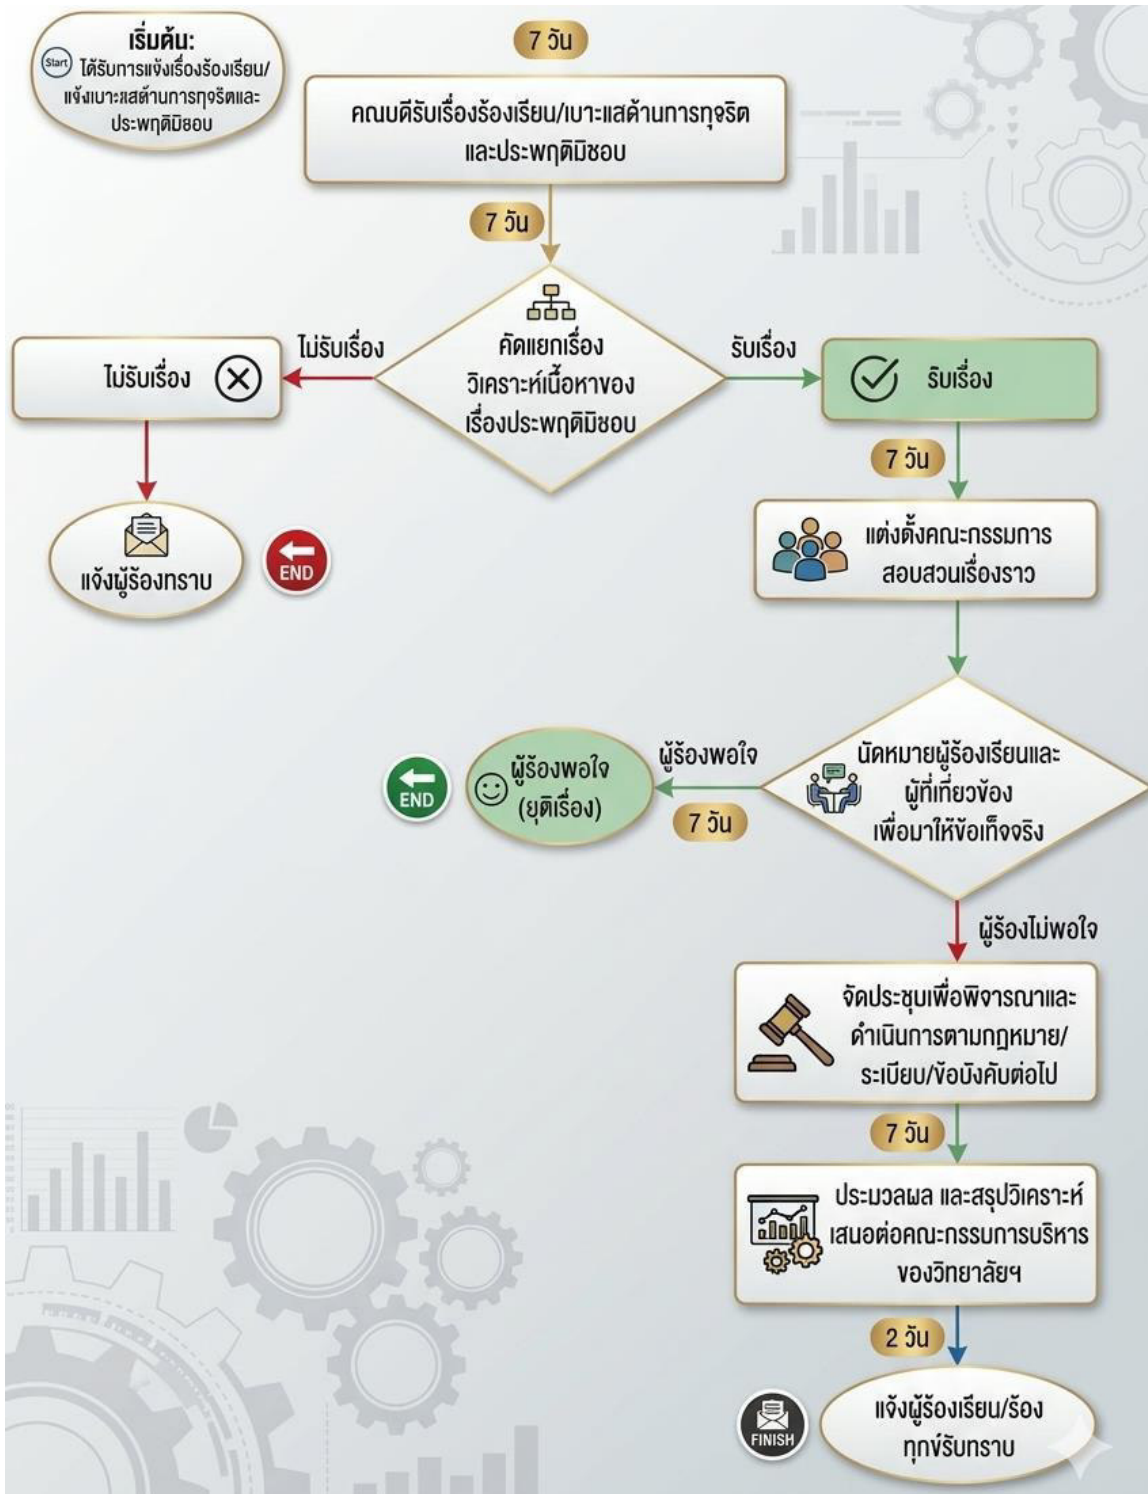 เริ่มต้น:
Start
ได้รับการแจ้งเรื่องร้องเรียน/
แจ้งเบาะแสด้านการทุจริตและ
ประพฤติมิชอบ
7 วัน
คณบดีรับเรื่องร้องเรียน/เบาะแสด้านการทุจริต
และประพฤติมิชอบ
7 วัน
คัดแยกเรื่อง
วิเคราะห์เนื้อหาของ
เรื่องประพฤติมิชอบ
ไม่รับเรื่อง
ไม่รับเรื่อง
รับเรื่อง
รับเรื่อง
แจ้งผู้ร้องทราบ
END
7 วัน
แต่งตั้งคณะกรรมการ
สอบสวนเรื่องราว
นัดหมายผู้ร้องเรียนและ
ผู้ที่เที่ยวข้อง
เพื่อมาให้ข้อเท็จจริง
ผู้ร้องพอใจ
7 วัน
ผู้ร้องพอใจ
(ยุติเรื่อง)
END
ผู้ร้องไม่พอใจ
จัดประชุมเพื่อพิจารณาและ
ดำเนินการตามกฎหมาย/
ระเบียบ/ข้อบังคับต่อไป
7 วัน
ประมวลผล และสรุปวิเคราะห์
เสนอต่อคณะกรรมการบริหาร
ของวิทยาลัยฯ
2 วัน
FINISH
แจ้งผู้ร้องเรียน/ร้อง
ทุกข์รับทราบ